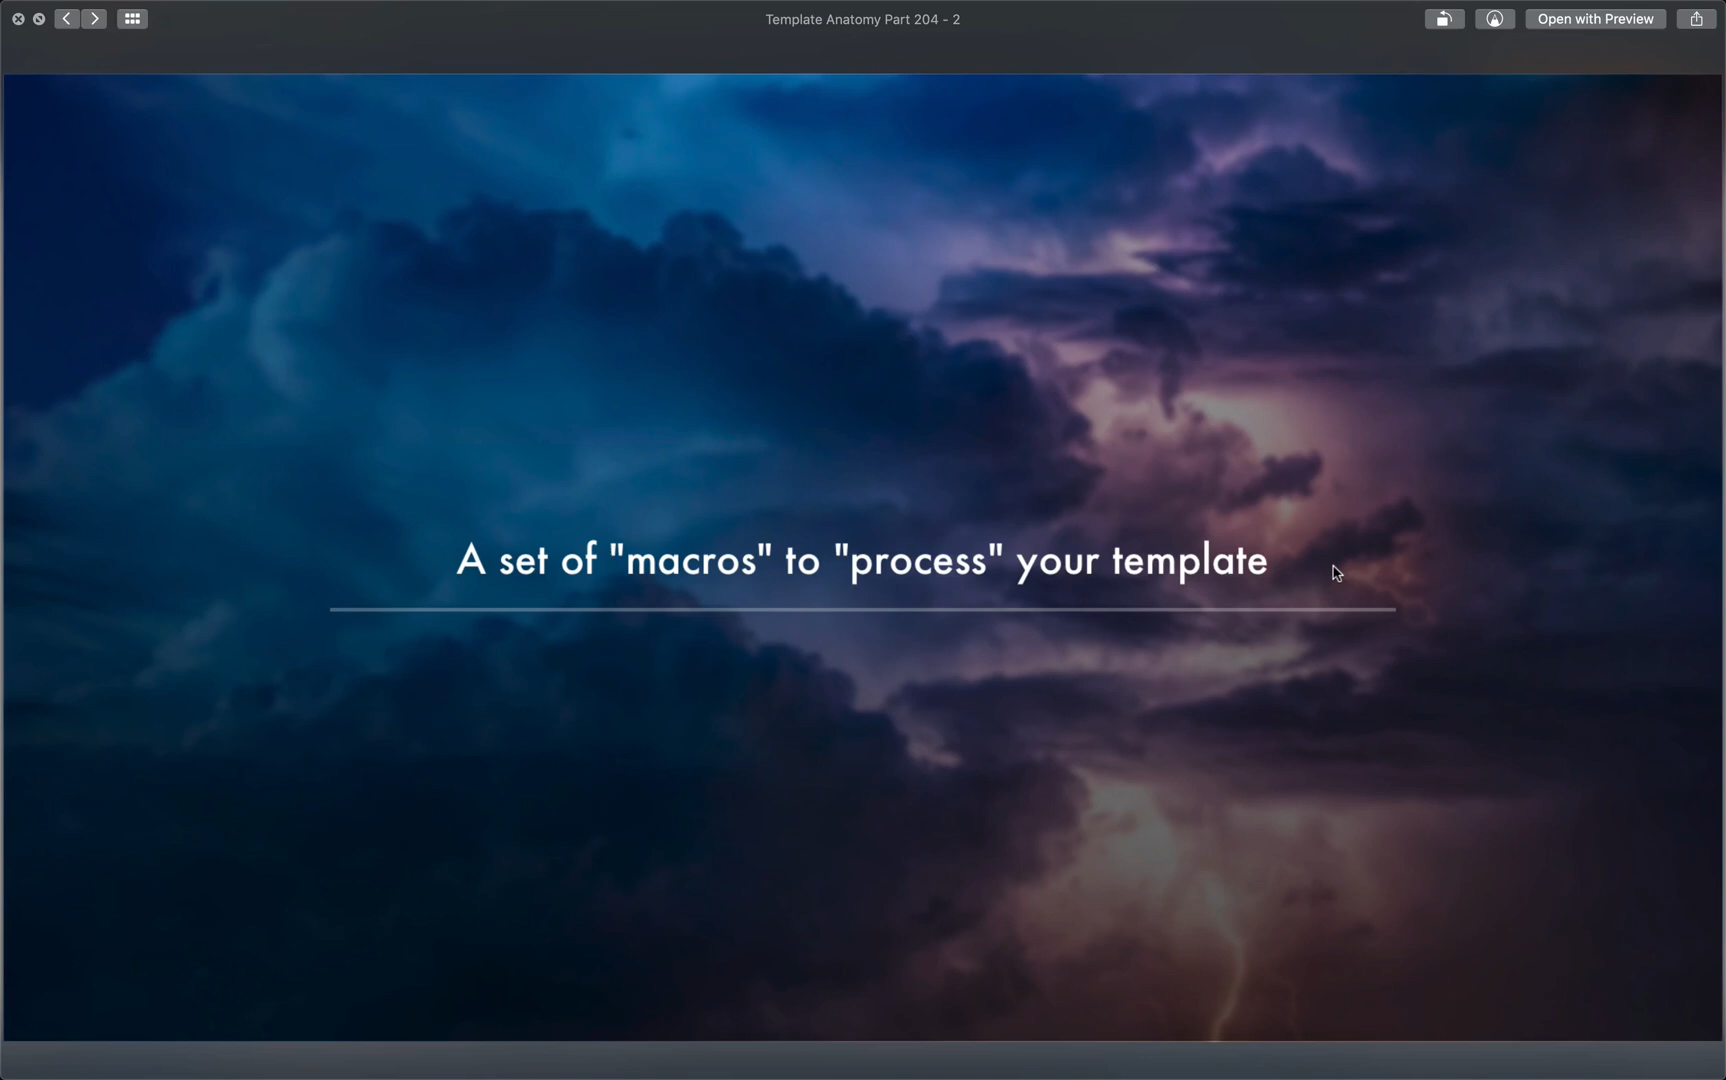 Template Anatomy Part 204 - 2
Open with Preview
A set of "macros" to "process" your template